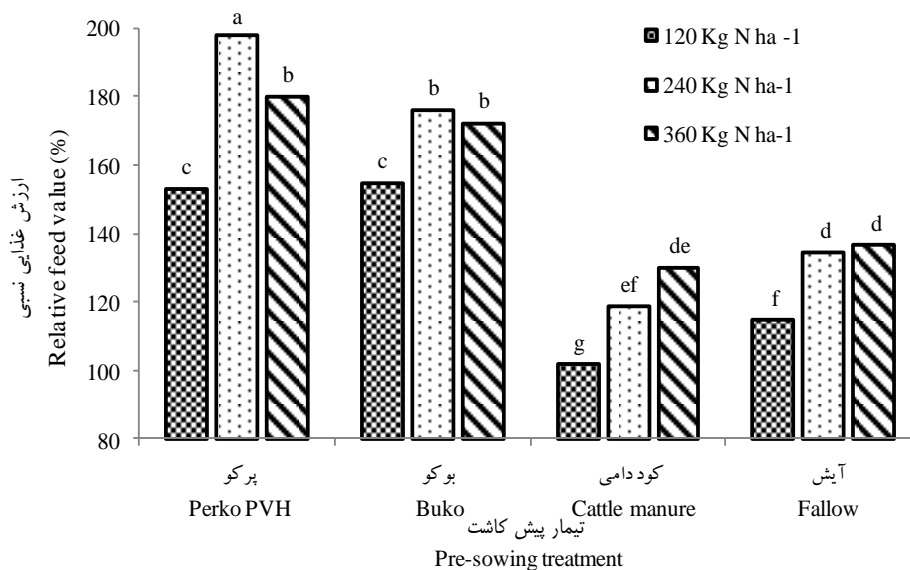 200
180
160
140
120
100
80
ارزش غذایی نسبی
Relative feed value (%)
120 Kg N ha -1
240 Kg N ha-1
360 Kg N ha-1
c
a
b
c
b
b
g
ef
de
f
d
d
پرکو
بوکو
کود دامی
آیش
Perko PVH
Buko
Cattle manure
Fallow
تیمار پیش کاشت
Pre-sowing treatment